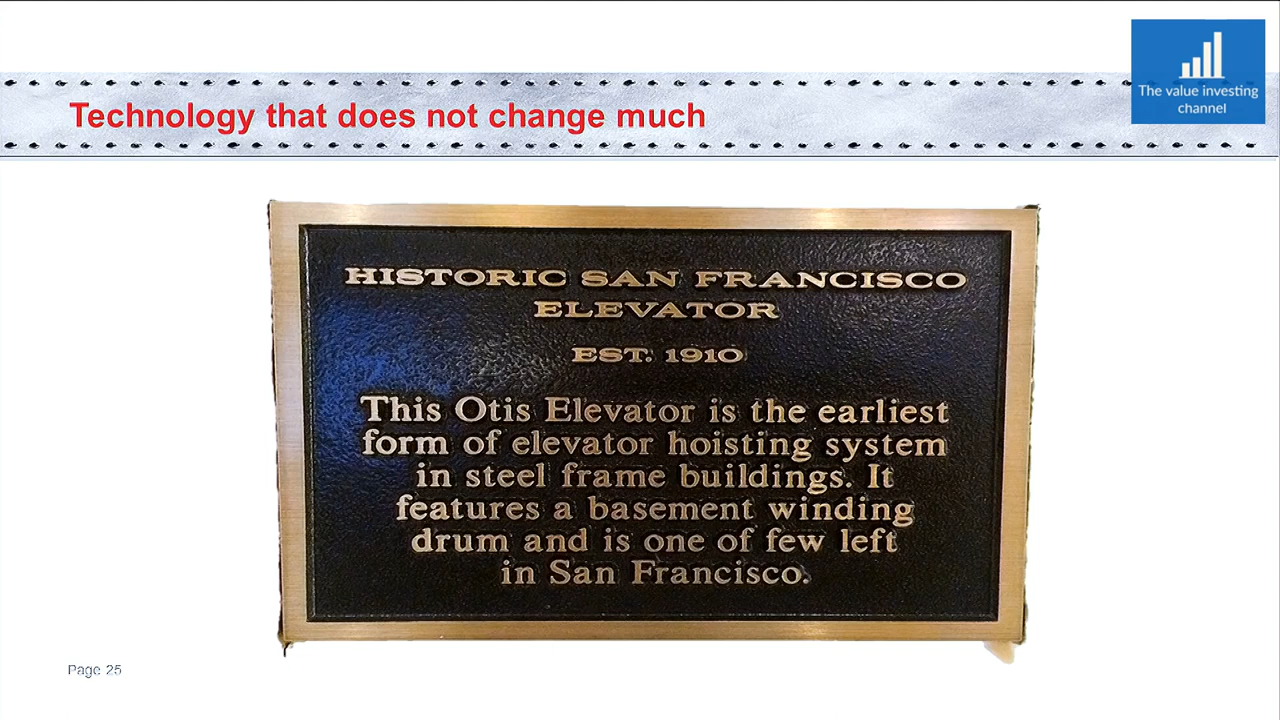 The value investing
channel
Technology that does not change much
HISTORIC SAN FRANCISCO
ELEVATOR
EST. 1910
This Otis Elevator is the earliest
form of elevator hoisting system
in steel frame buildings. It
features a basement winding
drum and is one of few left
in San Francisco.
Page 25